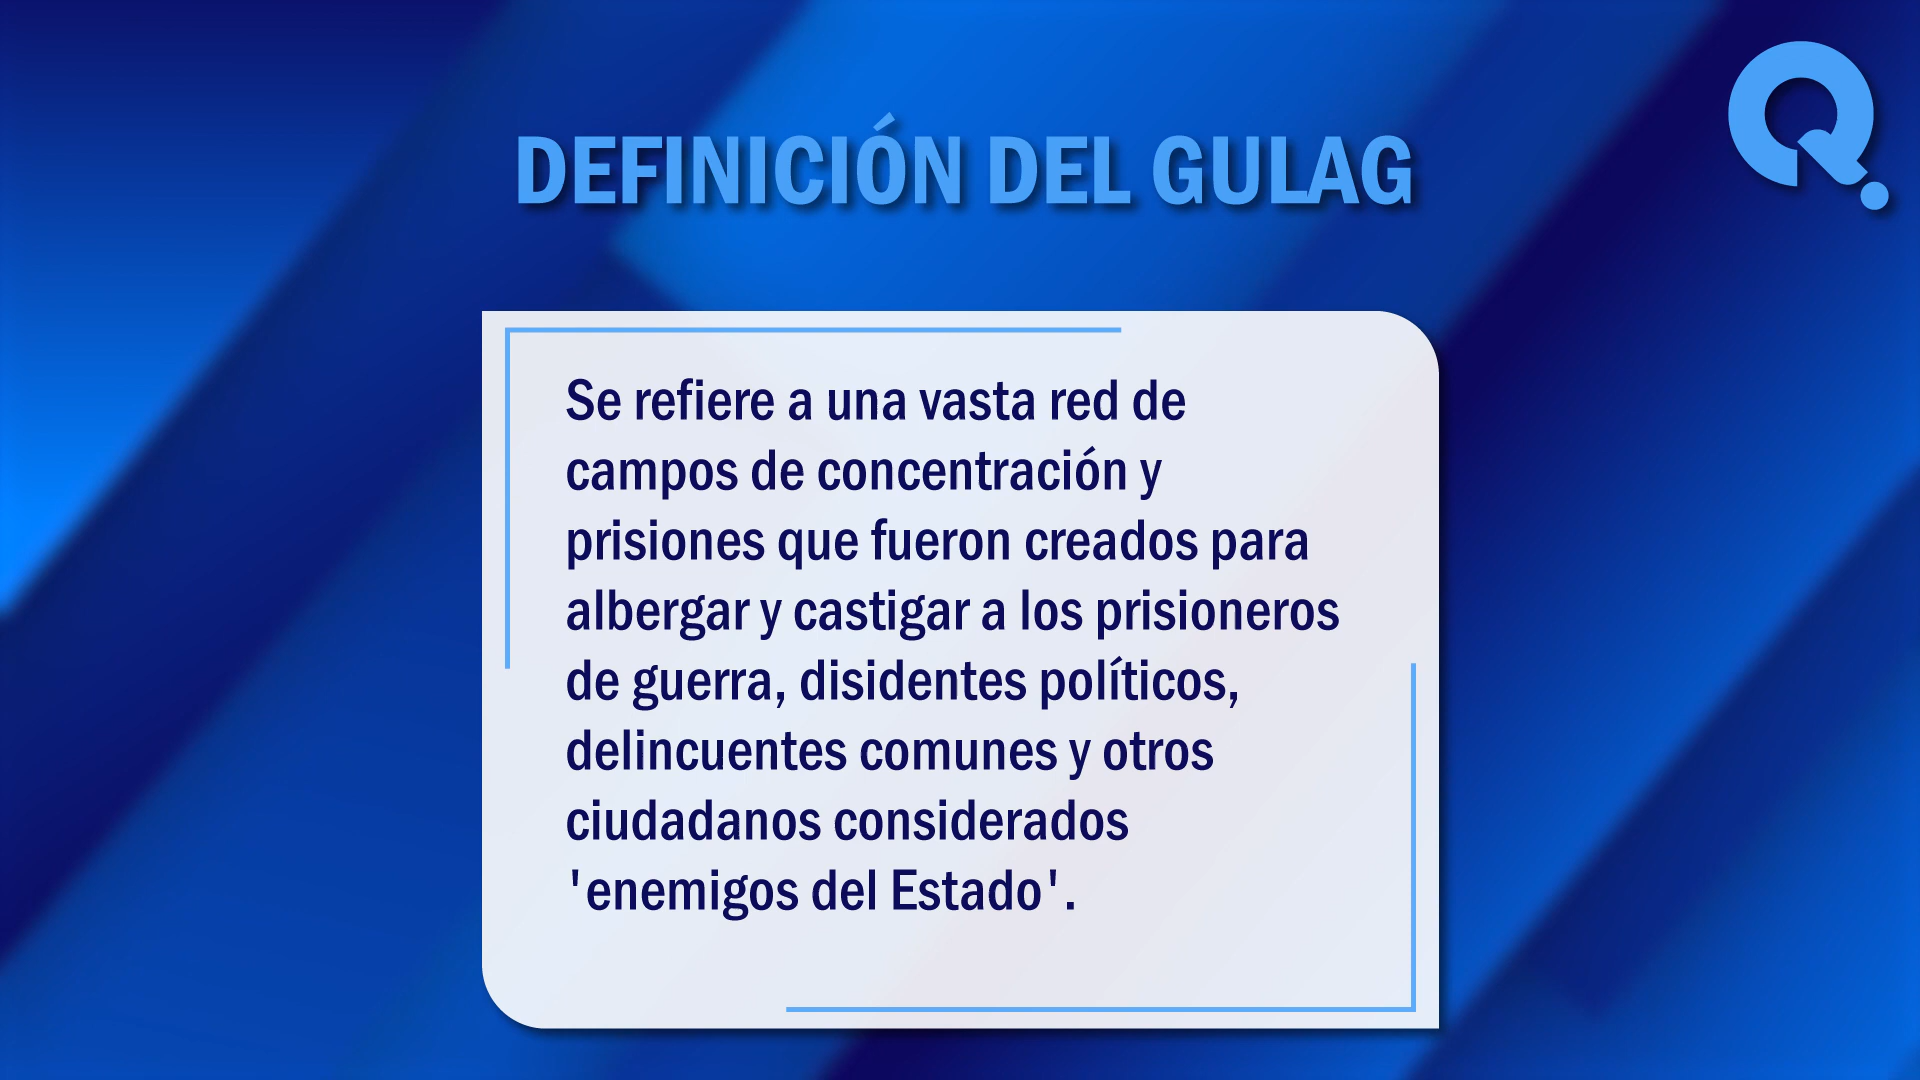 DEFINICIÓN DEL GULAG
Se refiere a una vasta red de
campos de concentración y
prisiones que fueron creados para
albergar y castigar a los prisioneros
de guerra, disidentes políticos,
delincuentes comunes y otros
ciudadanos considerados
'enemigos del Estado'.